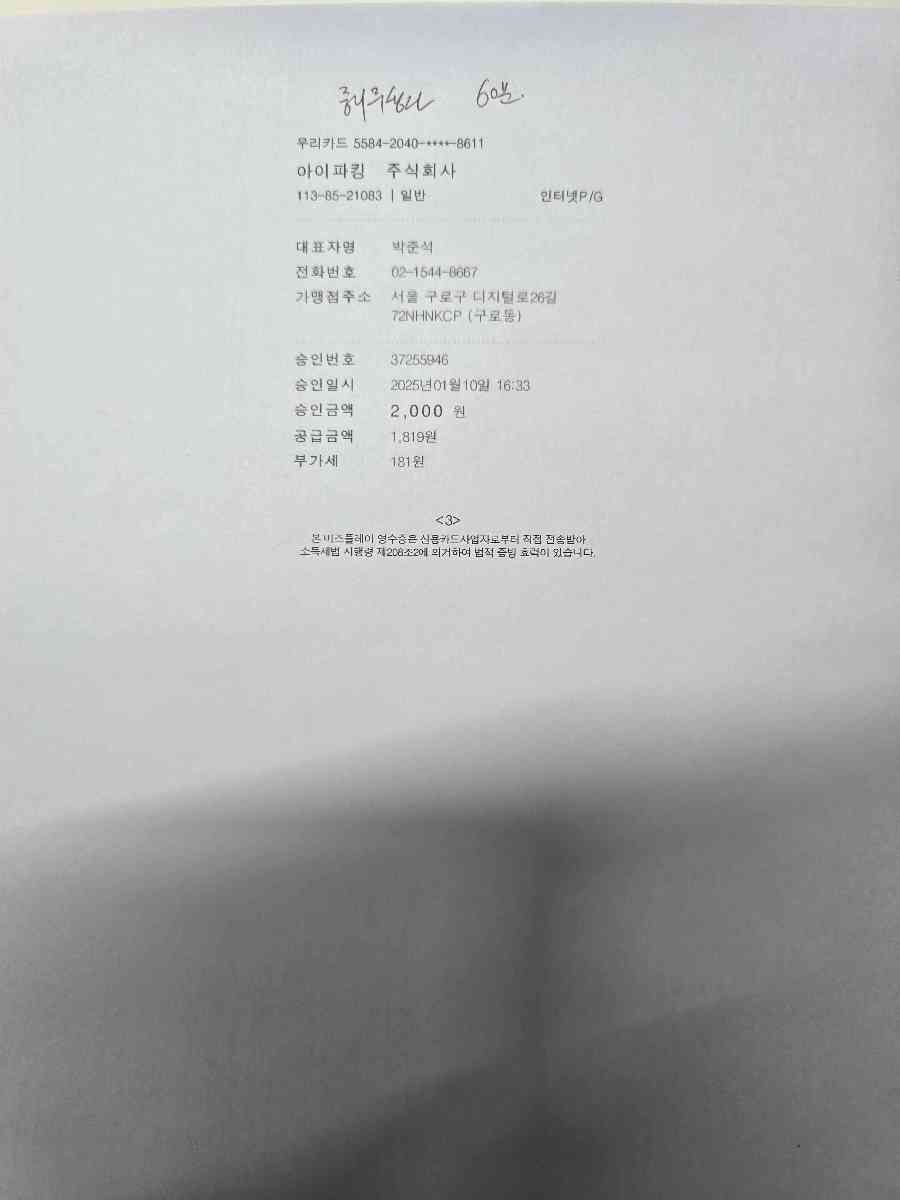 60분.
우리카드 5584-2040-****-8611
아이파킹 주식회사
113-85-21083 | 일반 인터넷P/G
대표자명 박준석
전화번호 02-1544-8667
가맹점주소 서울 구로구 디지털로26길
72NHNKCP (구로동)
승인번호 37255946
승인일시 2025년01월10일 16:33
승인금액 2,000 원
공급금액 1,819원
부가세 181원
<3>
본 비즈플레이 영수증은 신용카드사업자로부터 직접 전송받아
소득세법 시행령 제208조2에 의거하여 법적 증빙 효력이 있습니다.